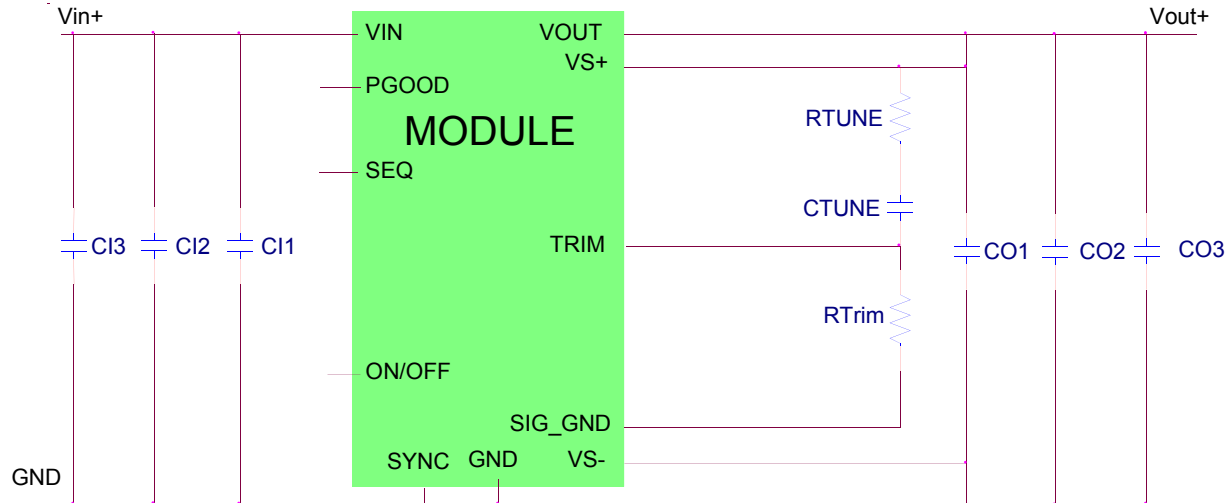 Vin+
Vout+
VIN
VOUT
VS+
PGOOD
MODULE
RTUNE
SEQ
CTUNE
TRIM
CI3
CI2
CI1
CO1
CO2
CO3
RTrim
ON/OFF
SIG_GND
SYNC
GND
VS-
GND